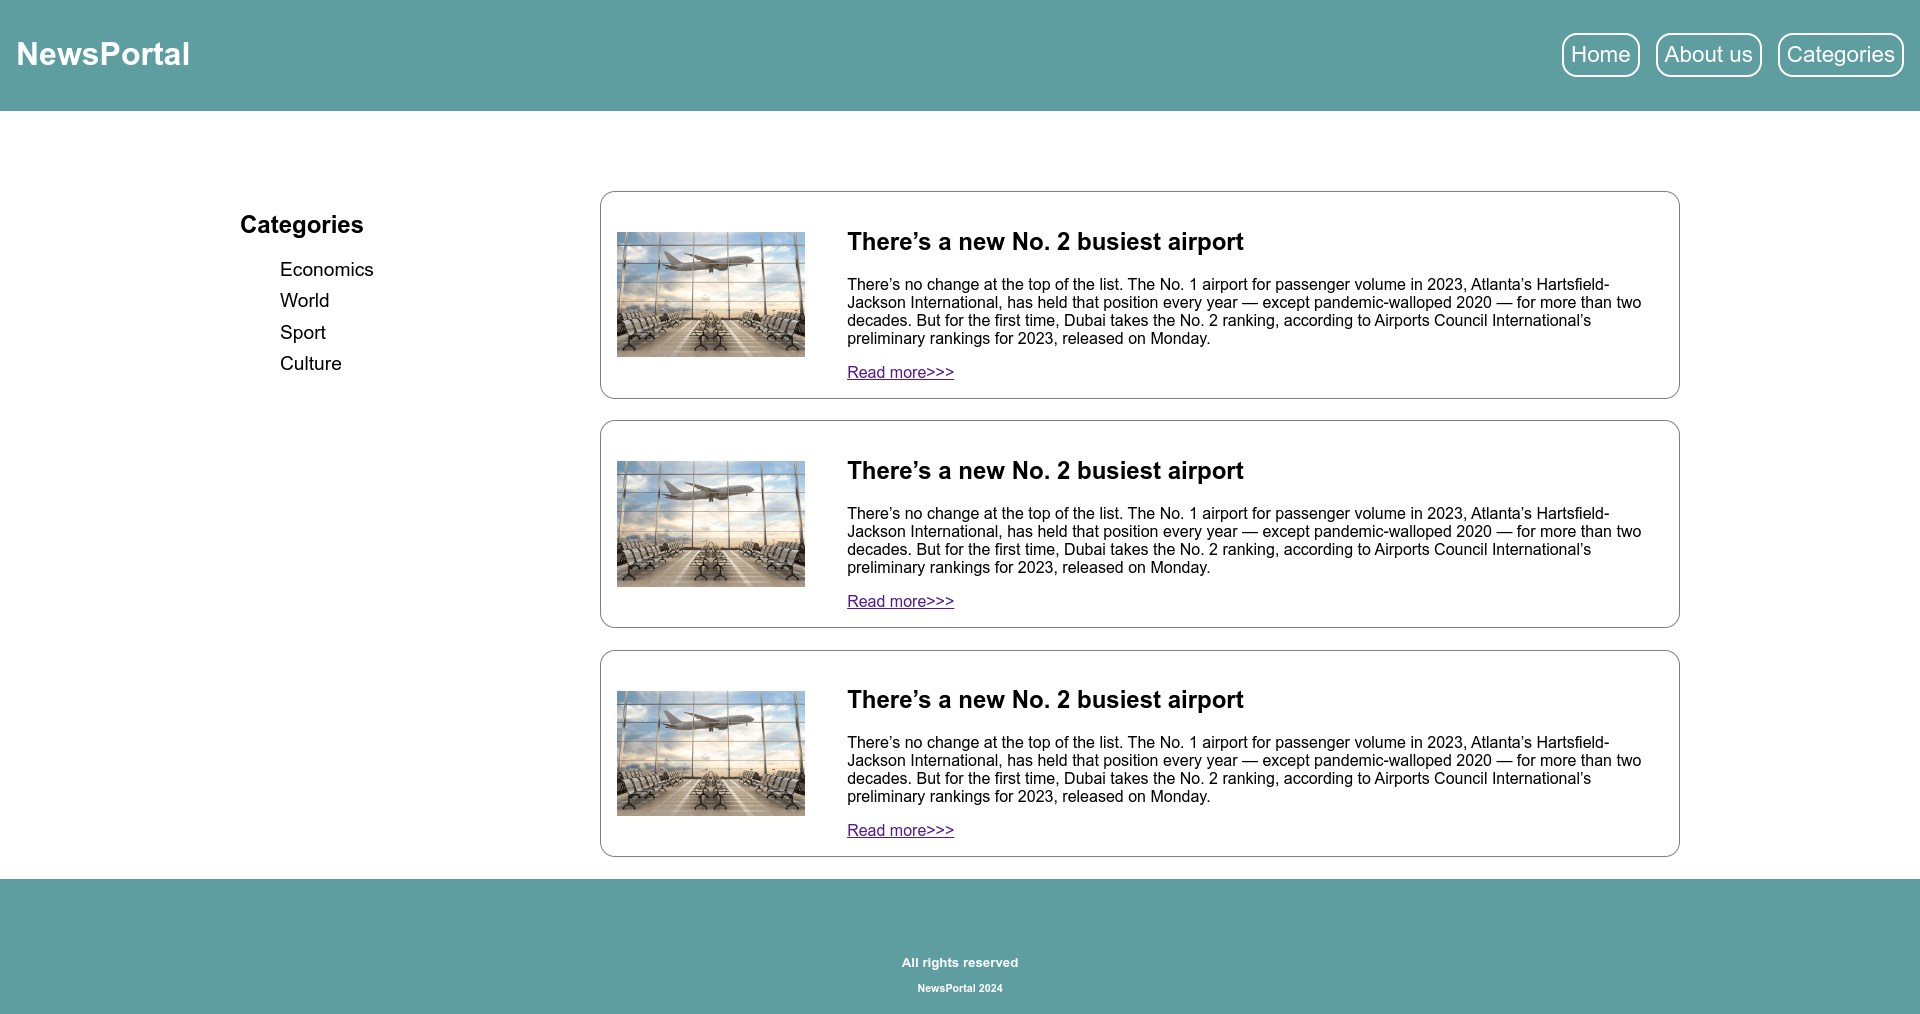 NewsPortal
Home
About us
Categories
Categories
Economics
World
Sport
Culture
There’s a new No. 2 busiest airport
There’s no change at the top of the list. The No. 1 airport for passenger volume in 2023, Atlanta’s Hartsfield-
Jackson International, has held that position every year — except pandemic-walloped 2020 — for more than two
decades. But for the first time, Dubai takes the No. 2 ranking, according to Airports Council International’s
preliminary rankings for 2023, released on Monday.
Read more>>>
There’s a new No. 2 busiest airport
There’s no change at the top of the list. The No. 1 airport for passenger volume in 2023, Atlanta’s Hartsfield-
Jackson International, has held that position every year — except pandemic-walloped 2020 — for more than two
decades. But for the first time, Dubai takes the No. 2 ranking, according to Airports Council International’s
preliminary rankings for 2023, released on Monday.
Read more>>>
There’s a new No. 2 busiest airport
There’s no change at the top of the list. The No. 1 airport for passenger volume in 2023, Atlanta’s Hartsfield-
Jackson International, has held that position every year — except pandemic-walloped 2020 — for more than two
decades. But for the first time, Dubai takes the No. 2 ranking, according to Airports Council International’s
preliminary rankings for 2023, released on Monday.
Read more>>>
All rights reserved
NewsPortal 2024